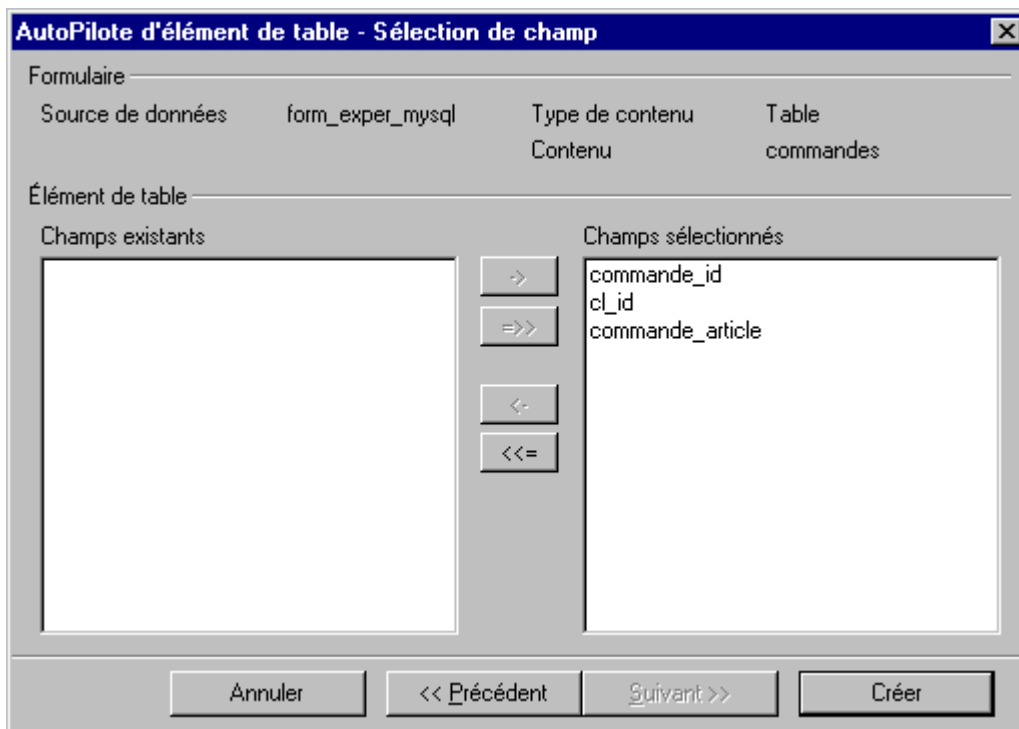 AutoPilote d'élément de table - Sélection de champ
Formulaire
Source de données form_exper_mysql Type de contenu Table
Contenu commandes
Élément de table
Champs existants Champs sélectionnés
->
=>>
<-
<<=
commande_id
cl_id
commande_article
Annuler << Précédent Suivant >> Créer